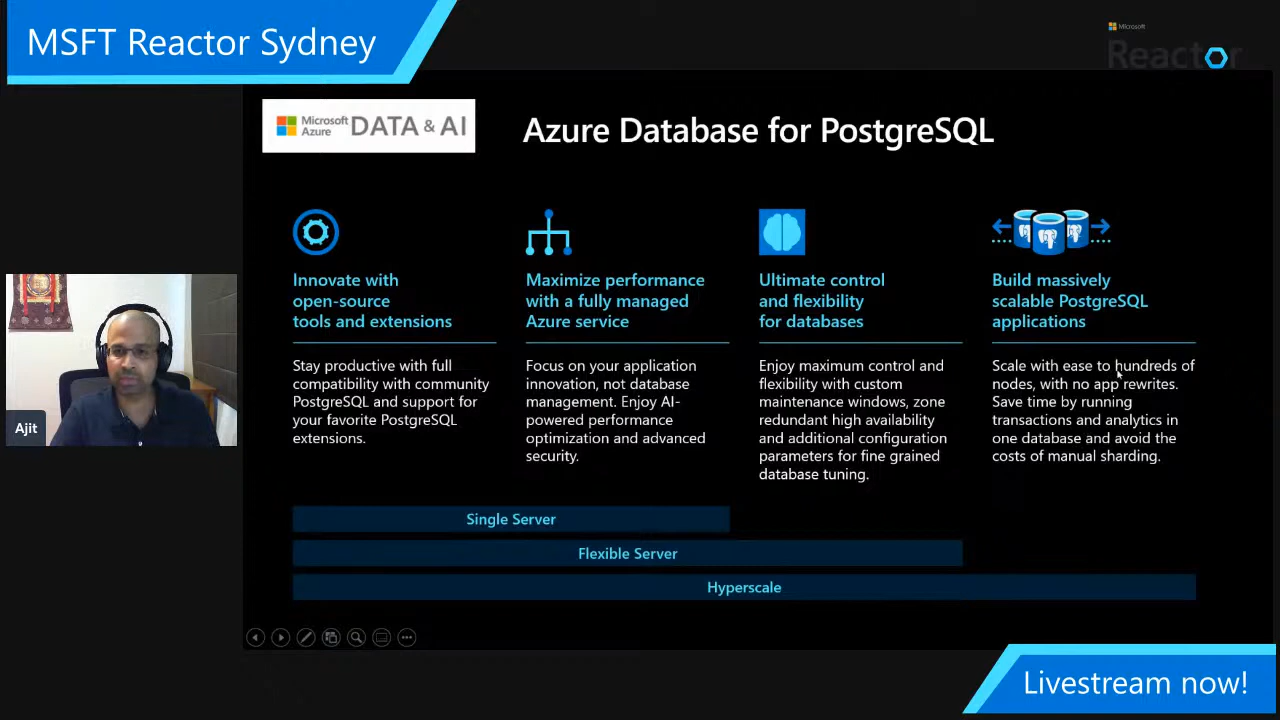 MSFT Reactor Sydney
Microsoft
Reactor
Microsoft
Azure
DATA & AI
Azure Database for PostgreSQL
Innovate with
open-source
tools and extensions
Stay productive with full
compatibility with community
PostgreSQL and support for
your favorite PostgreSQL
extensions.
Maximize performance
with a fully managed
Azure service
Focus on your application
innovation, not database
management. Enjoy AI-
powered performance
optimization and advanced
security.
Ultimate control
and flexibility
for databases
Enjoy maximum control and
flexibility with custom
maintenance windows, zone
redundant high availability
and additional configuration
parameters for fine grained
database tuning.
Build massively
scalable PostgreSQL
applications
Scale with ease to hundreds of
nodes, with no app rewrites.
Save time by running
transactions and analytics in
one database and avoid the
costs of manual sharding.
Single Server
Flexible Server
Hyperscale
Ajit
Livestream now!